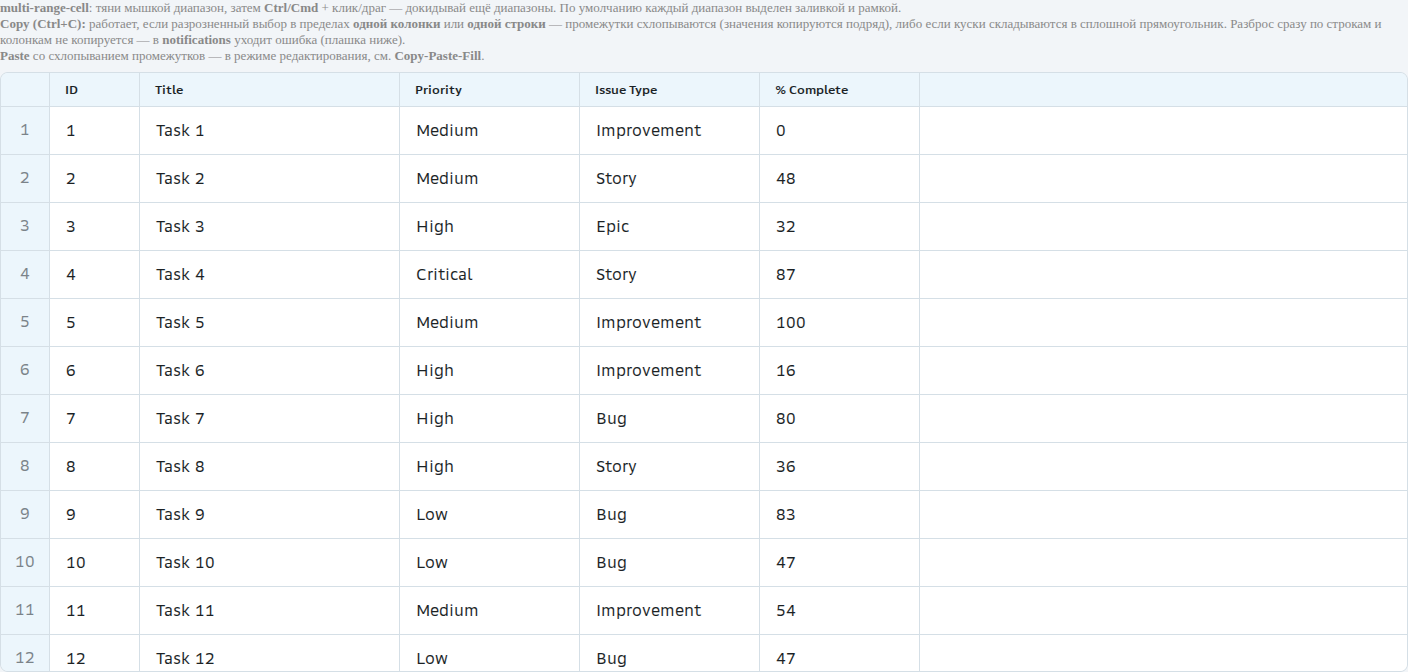 multi-range-cell: тяни мышкой диапазон, затем Ctrl/Cmd + клик/драг — докидывай ещё диапазоны. По умолчанию каждый диапазон выделен заливкой и рамкой.
Copy (Ctrl+C): работает, если разрозненный выбор в пределах одной колонки или одной строки — промежутки схлопываются (значения копируются подряд), либо если куски складываются в сплошной прямоугольник. Разброс сразу по строкам и
колонкам не копируется — в notifications уходит ошибка (плашка ниже).
Paste со схлопыванием промежутков — в режиме редактирования, см. Copy-Paste-Fill.
ID Title Priority Issue Type % Complete
1 1 Task 1 Medium Improvement 0
2 2 Task 2 Medium Story 48
3 3 Task 3 High Epic 32
4 4 Task 4 Critical Story 87
5 5 Task 5 Medium Improvement 100
6 6 Task 6 High Improvement 16
7 7 Task 7 High Bug 80
8 8 Task 8 High Story 36
9 9 Task 9 Low Bug 83
10 10 Task 10 Low Bug 47
11 11 Task 11 Medium Improvement 54
12 12 Task 12 Low Bug 47